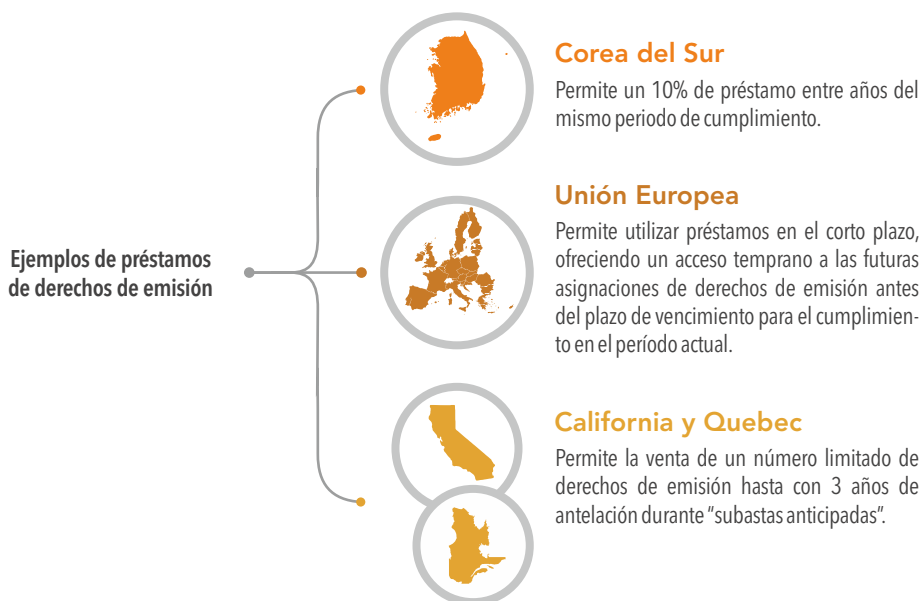 Ejemplos de préstamos
de derechos de emisión
Corea del Sur
Permite un 10% de préstamo entre años del
mismo periodo de cumplimiento.
Unión Europea
Permite utilizar préstamos en el corto plazo,
ofreciendo un acceso temprano a las futuras
asignaciones de derechos de emisión antes
del plazo de vencimiento para el cumplimien-
to en el período actual.
California y Quebec
Permite la venta de un número limitado de
derechos de emisión hasta con 3 años de
antelación durante “subastas anticipadas”.